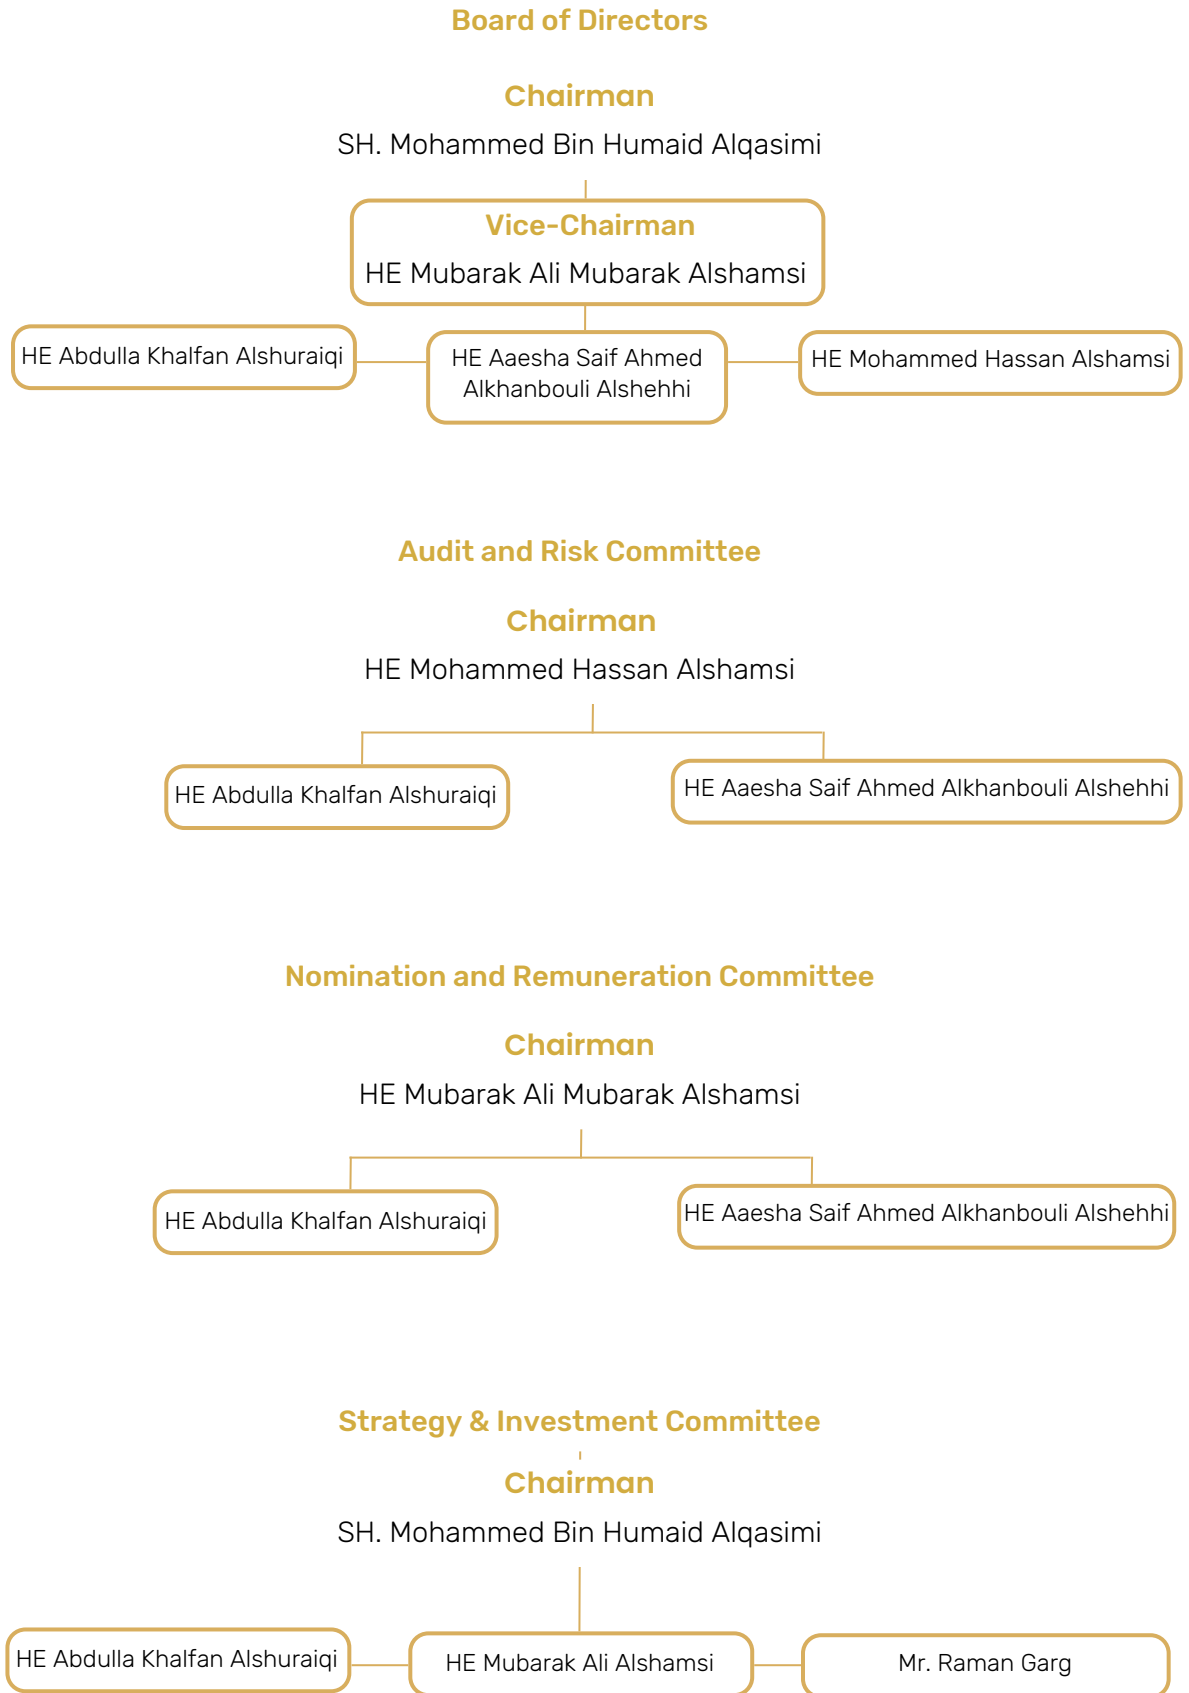 Board of Directors
Chairman
SH. Mohammed Bin Humaid Alqasimi
Vice-Chairman
HE Mubarak Ali Mubarak Alshamsi
HE Abdulla Khalfan Alshuraiqi
HE Aaesha Saif Ahmed
Alkhanbouli Alshehhi
HE Mohammed Hassan Alshamsi
Audit and Risk Committee
Chairman
HE Mohammed Hassan Alshamsi
HE Abdulla Khalfan Alshuraiqi
HE Aaesha Saif Ahmed Alkhanbouli Alshehhi
Nomination and Remuneration Committee
Chairman
HE Mubarak Ali Mubarak Alshamsi
HE Abdulla Khalfan Alshuraiqi
HE Aaesha Saif Ahmed Alkhanbouli Alshehhi
Strategy & Investment Committee
Chairman
SH. Mohammed Bin Humaid Alqasimi
HE Abdulla Khalfan Alshuraiqi
HE Mubarak Ali Alshamsi
Mr. Raman Garg